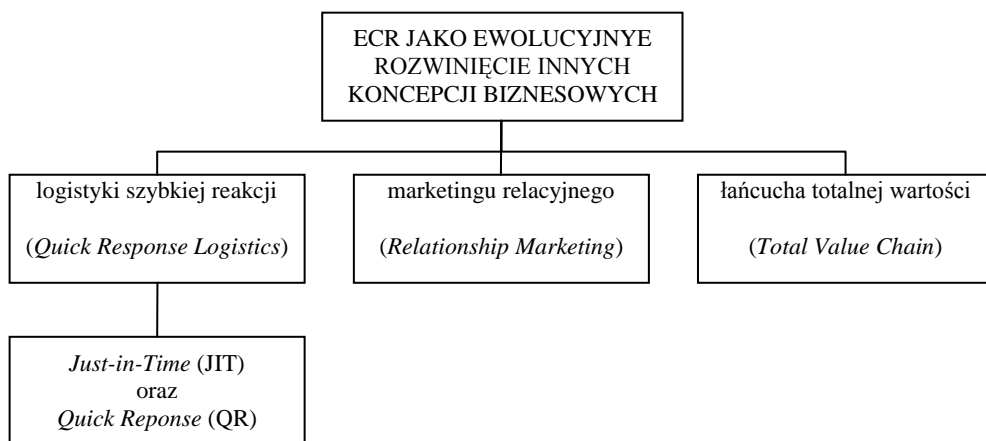 ECR JAKO EWOLUCYJNYE
ROZWINIĘCIE INNYCH
KONCEPCJI BIZNESOWYCH
logistyki szybkiej reakcji
(Quick Response Logistics)
marketingu relacyjnego
(Relationship Marketing)
łańcucha totalnej wartości
(Total Value Chain)
Just-in-Time (JIT)
oraz
Quick Reponse (QR)